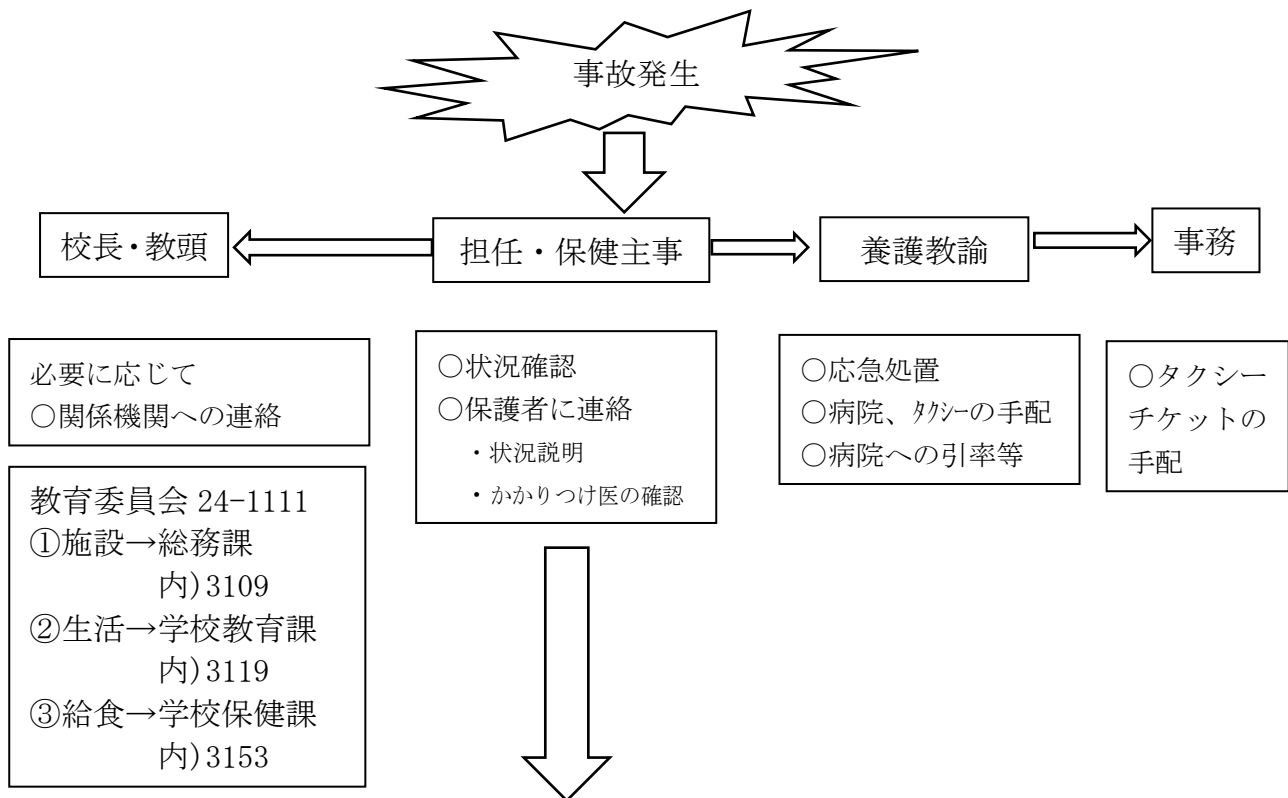 事故発生
校長・教頭
担任・保健主事
養護教諭
事務
必要に応じて
○関係機関への連絡
教育委員会 24-1111
①施設→総務課
内)3109
②生活→学校教育課
内)3119
③給食→学校保健課
内)3153
○状況確認
○保護者に連絡
・状況説明
・かかりつけ医の確認
○応急処置
○病院、ﾀｸｼｰの手配
○病院への引率等
○タクシー
チケットの
手配